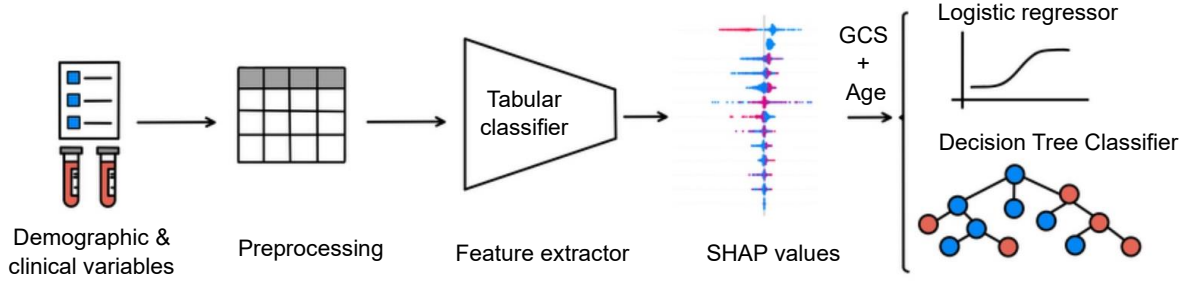 Demographic &
clinical variables
Preprocessing
Tabular
classifier
Feature extractor
SHAP values
GCS
+
Age
Logistic regressor
Decision Tree Classifier